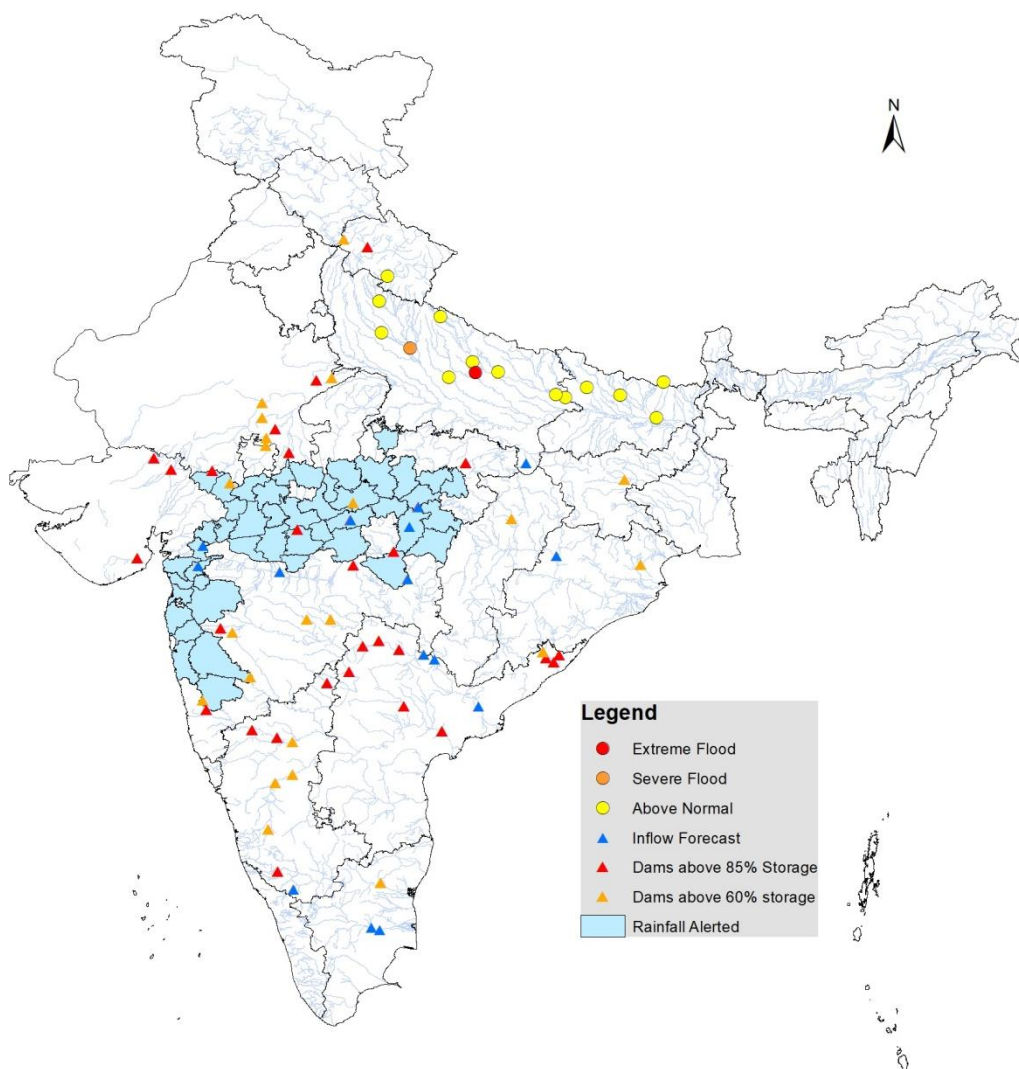 N
Legend
Extreme Flood
Severe Flood
Above Normal
Inflow Forecast
Dams above 85% Storage
Dams above 60% storage
Rainfall Alerted